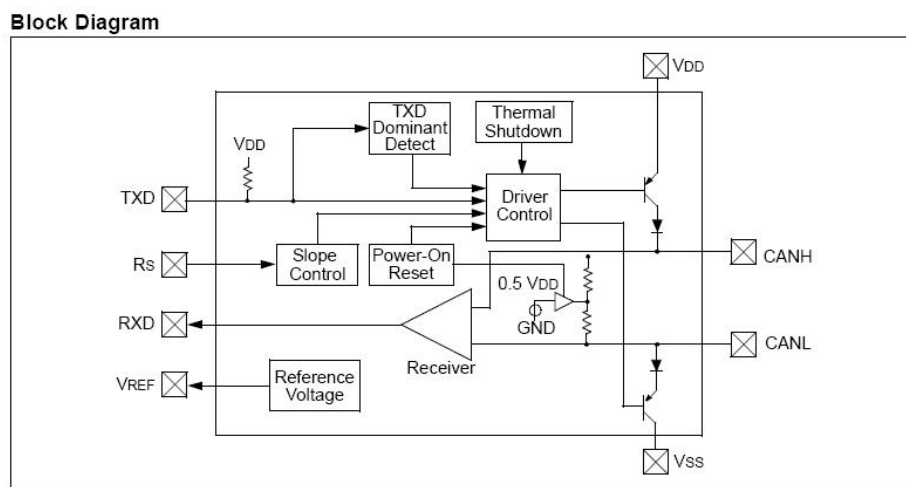 Block Diagram
VDD
TXD
Dominant
Detect
Thermal
Shutdown
VDD
TXD
Driver
Control
RS
Slope
Control
Power-On
Reset
CANH
0.5 VDD
GND
RXD
CANL
Receiver
VREF
Reference
Voltage
VSS